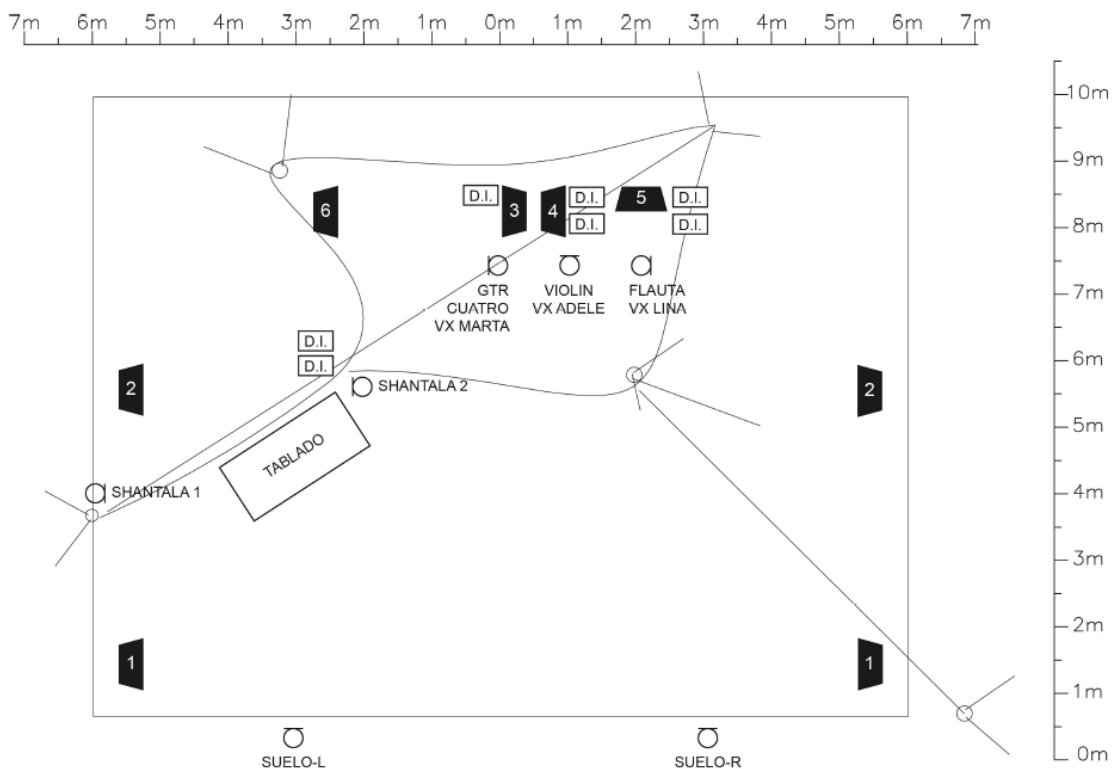 7m 6m 5m 4m 3m 2m 1m 0m 1m 2m 3m 4m 5m 6m 7m
10m
9m
D.I. D.I. D.I.
6 3 4 5
D.I. D.I.
8m
GTR
CUATRO
VX MARTA
VIOLIN
VX ADELE
FLAUTA
VX LINA
7m
D.I.
D.I.
6m
2 SHANTALA 2 2
TABLADO
5m
SHANTALA 1
4m
3m
2m
1 1
1m
0m
SUELO-L SUELO-R